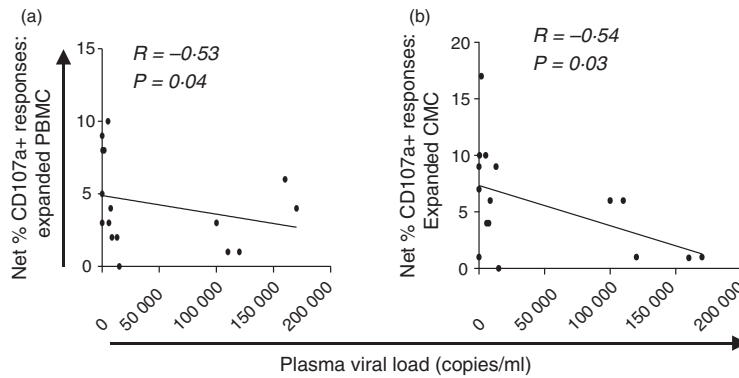 (a)
R = –0·53
P = 0·04
Net % CD107a+ responses:
expanded PBMC
15
10
5
0
0
50 000
100 000
150 000
200 000
(b)
R = –0·54
P = 0·03
Net % CD107a+ responses:
Expanded CMC
20
15
10
5
0
0
50 000
100 000
150 000
200 000
Plasma viral load (copies/ml)